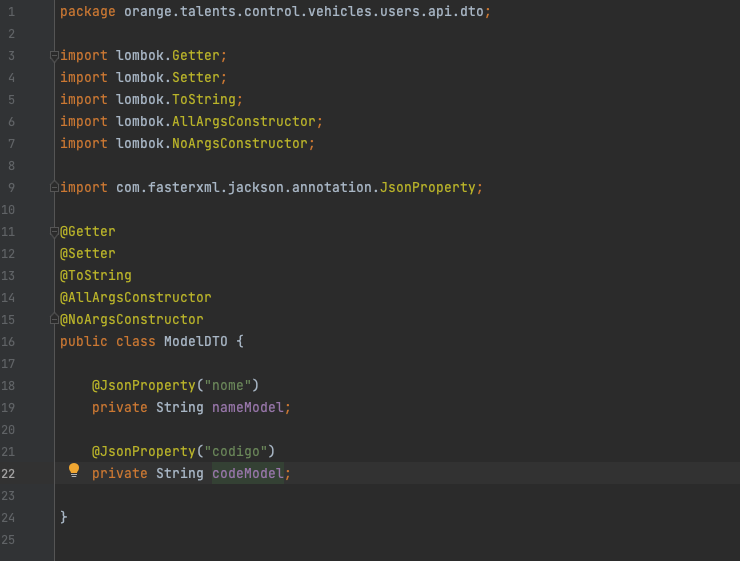 1 package orange.talents.control.vehicles.users.api.dto;
2
3 import lombok.Getter;
4 import lombok.Setter;
5 import lombok.ToString;
6 import lombok.AllArgsConstructor;
7 import lombok.NoArgsConstructor;
8
9 import com.fasterxml.jackson.annotation.JsonProperty;
10
11 @Getter
12 @Setter
13 @ToString
14 @AllArgsConstructor
15 @NoArgsConstructor
16 public class ModelDTO {
17
18     @JsonProperty("nome")
19     private String nameModel;
20
21     @JsonProperty("codigo")
22     private String codeModel;
23
24 }
25